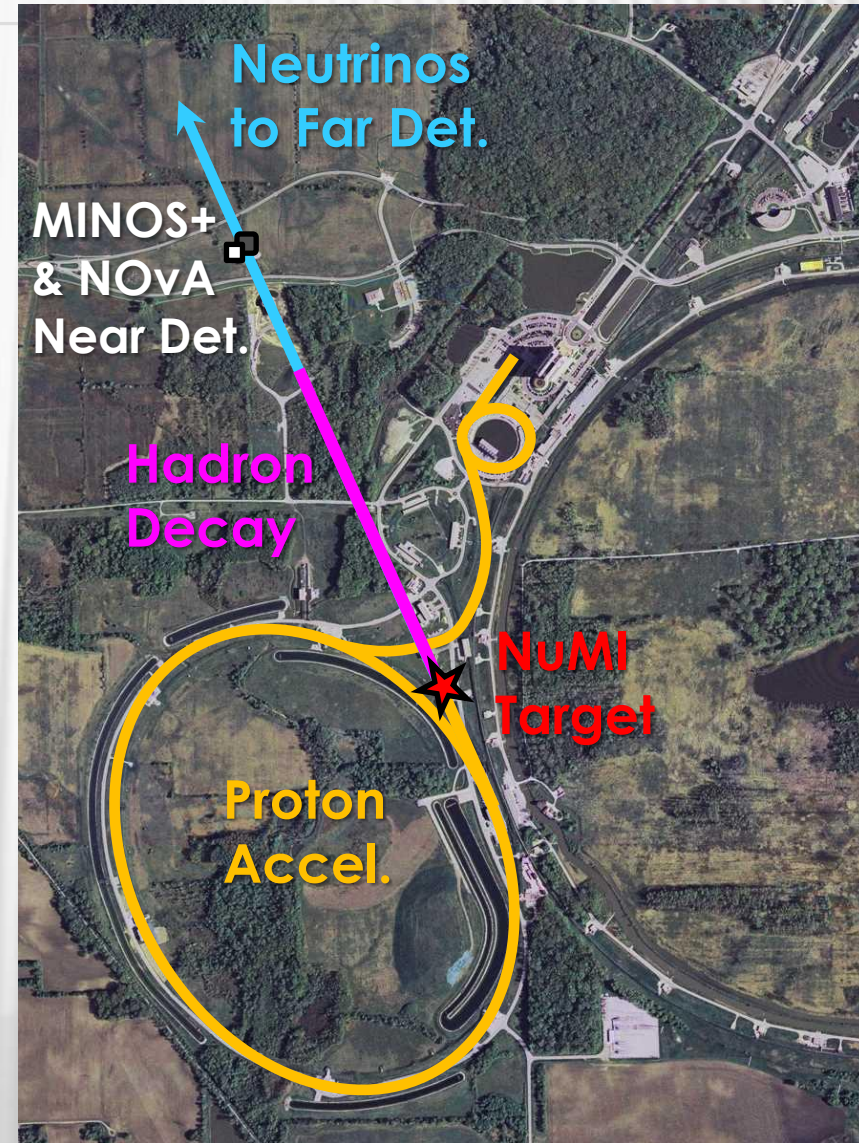 Neutrinos
to Far Det.
MINOS+
& NOvA
Near Det.
Hadron
Decay
NuMI
Target
Proton
Accel.